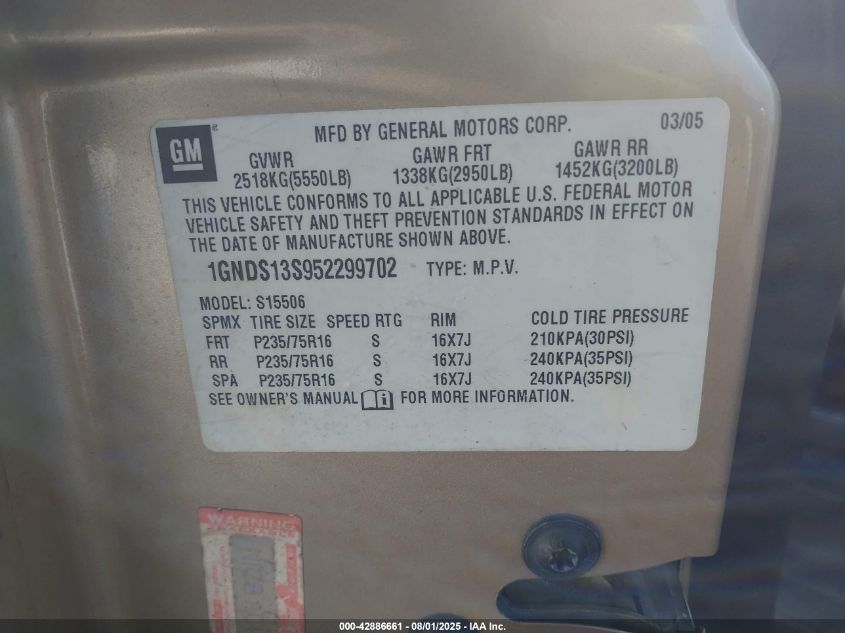 GM
MFD BY GENERAL MOTORS CORP. 03/05
GVWR GAWR FRT GAWR RR
2518KG(5550LB) 1338KG(2950LB) 1452KG(3200LB)
THIS VEHICLE CONFORMS TO ALL APPLICABLE U.S. FEDERAL MOTOR
VEHICLE SAFETY AND THEFT PREVENTION STANDARDS IN EFFECT ON
THE DATE OF MANUFACTURE SHOWN ABOVE.
1GNDS13S952299702 TYPE: M.P.V.
MODEL: S15506
SPMX TIRE SIZE SPEED RTG RIM COLD TIRE PRESSURE
FRT P235/75R16 S 16X7J 210KPA(30PSI)
RR P235/75R16 S 16X7J 240KPA(35PSI)
SPA P235/75R16 S 16X7J 240KPA(35PSI)
SEE OWNER'S MANUAL FOR MORE INFORMATION.
WARNING
000-42886661 - 08/01/2025 - IAA Inc.